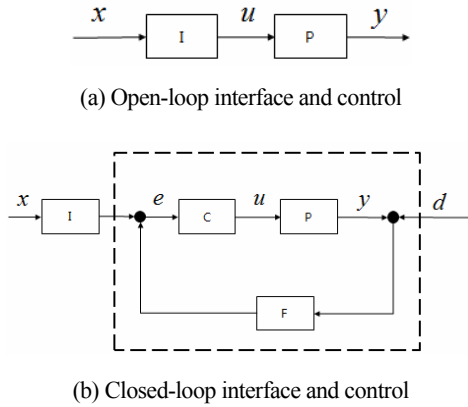 x I u P y
(a) Open-loop interface and control
x I e C u P y d
F
(b) Closed-loop interface and control